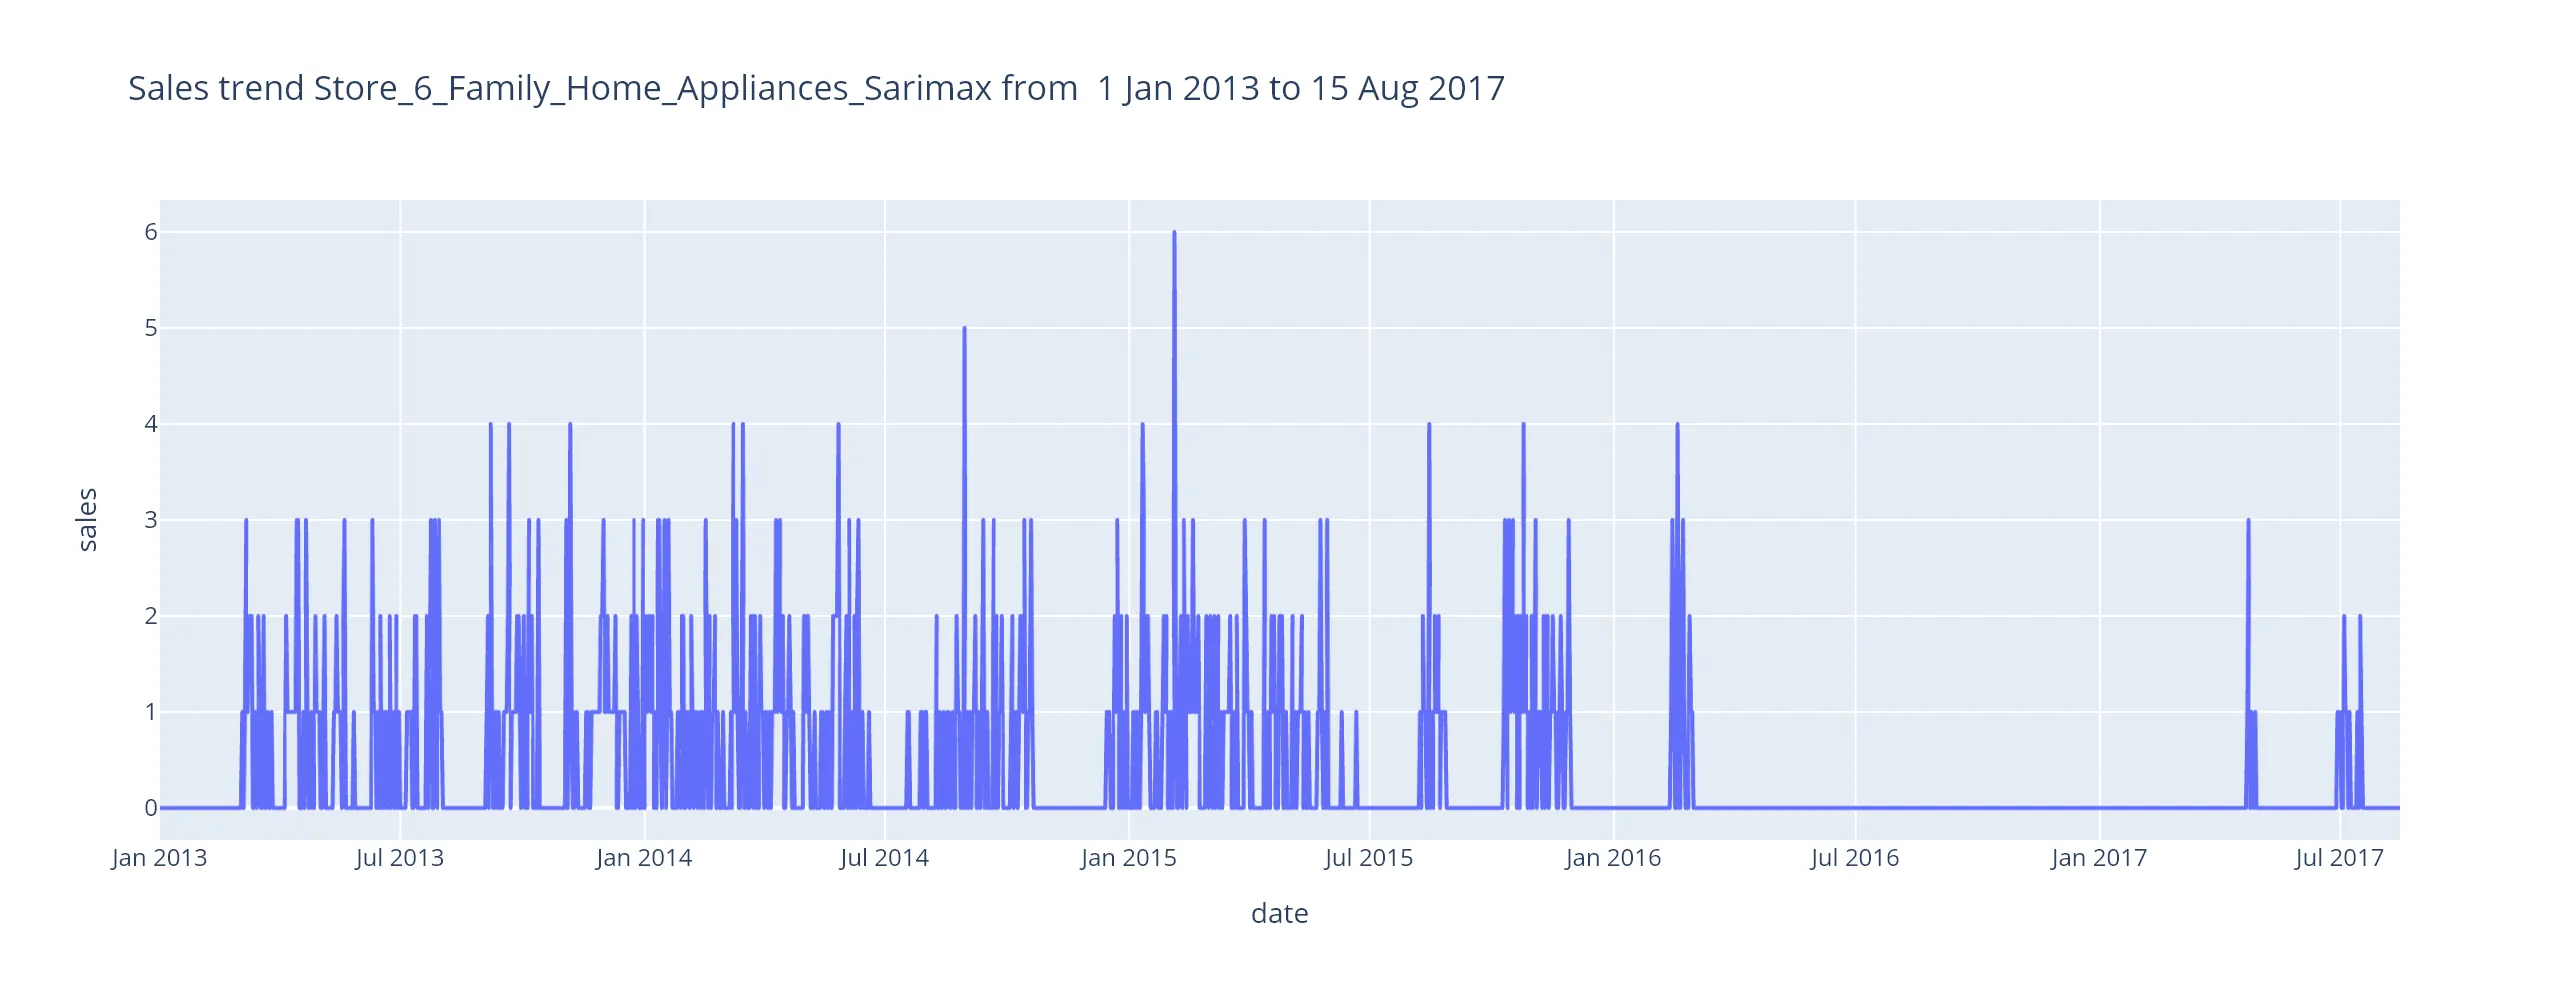 Sales trend Store_6_Family_Home_Appliances_Sarimax from  1 Jan 2013 to 15 Aug 2017
6
5
4
3
2
1
0
sales
Jan 2013 Jul 2013 Jan 2014 Jul 2014 Jan 2015 Jul 2015 Jan 2016 Jul 2016 Jan 2017 Jul 2017
date